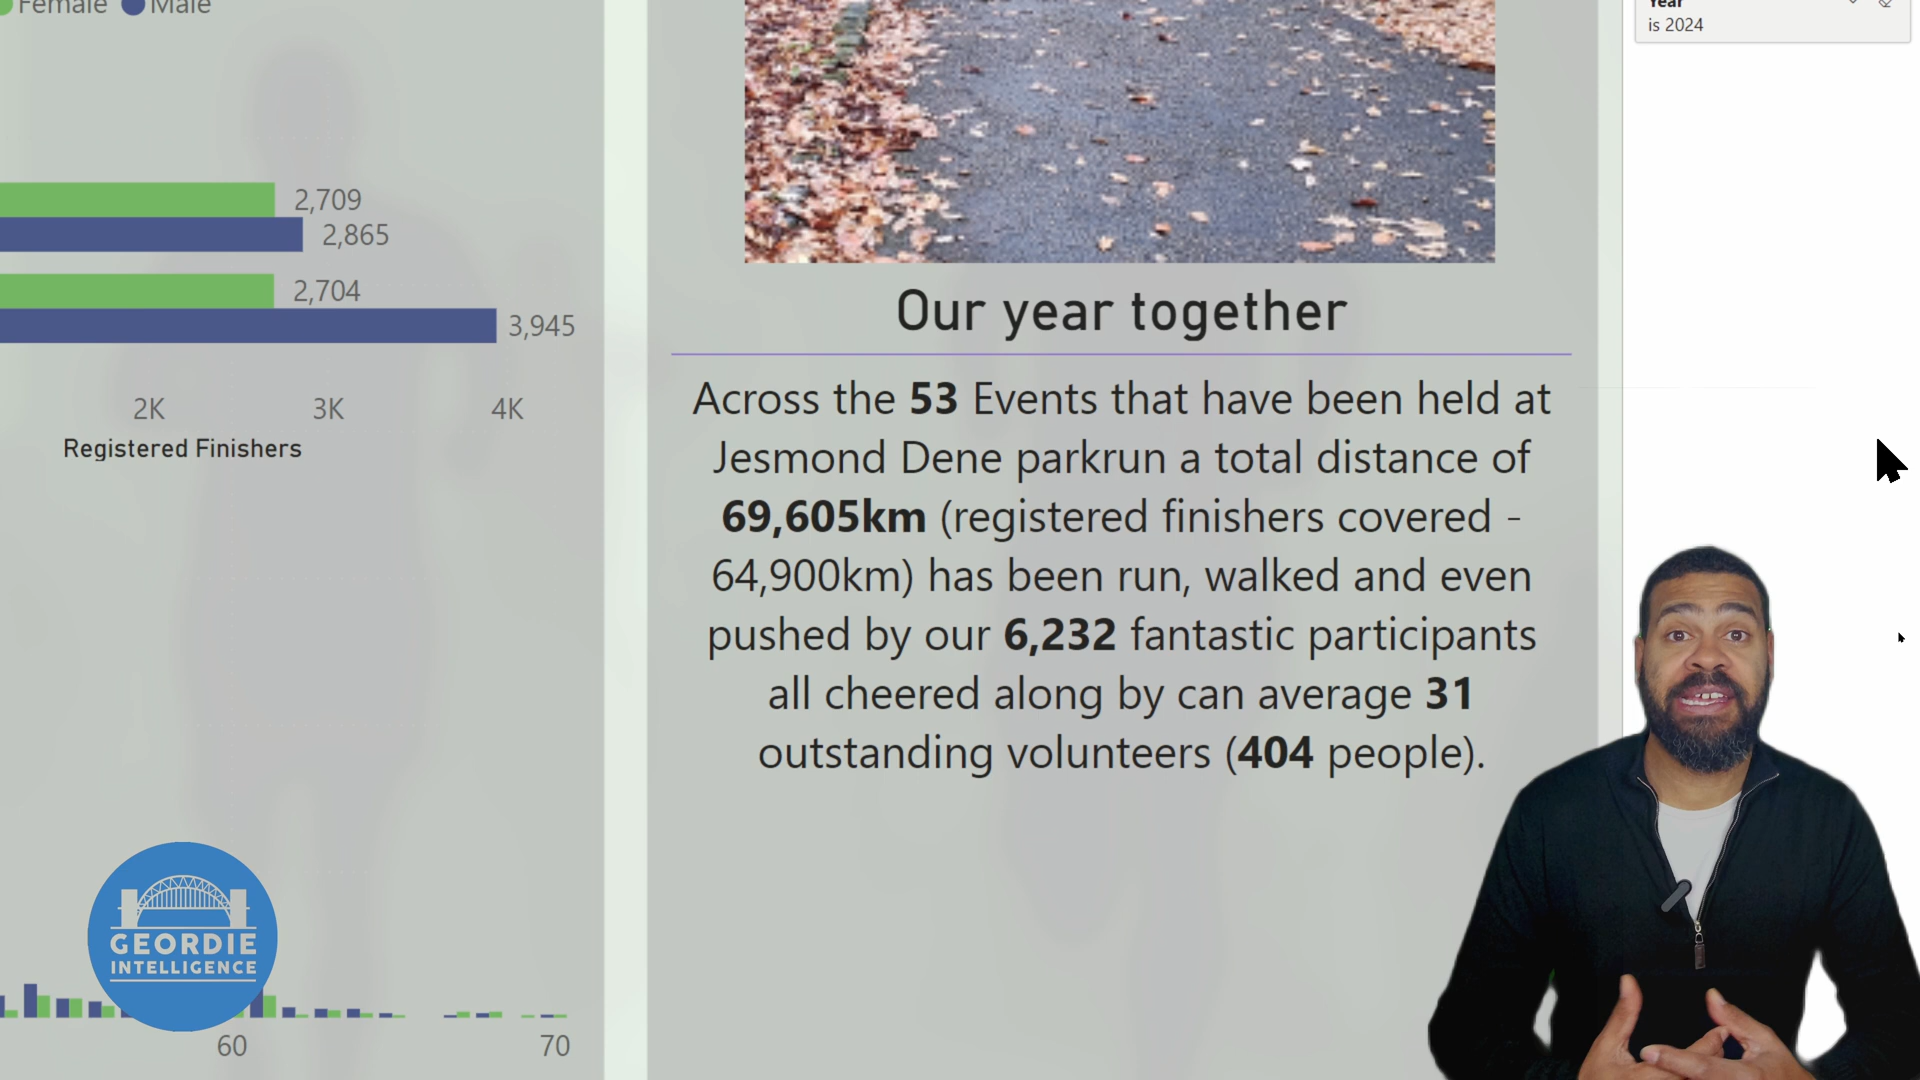 Female Male
2,709
2,865
2,704
3,945
2K 3K 4K
Registered Finishers
60 70
GEORDIE
INTELLIGENCE
Our year together
Across the 53 Events that have been held at
Jesmond Dene parkrun a total distance of
69,605km (registered finishers covered -
64,900km) has been run, walked and even
pushed by our 6,232 fantastic participants
all cheered along by can average 31
outstanding volunteers (404 people).
Year
is 2024